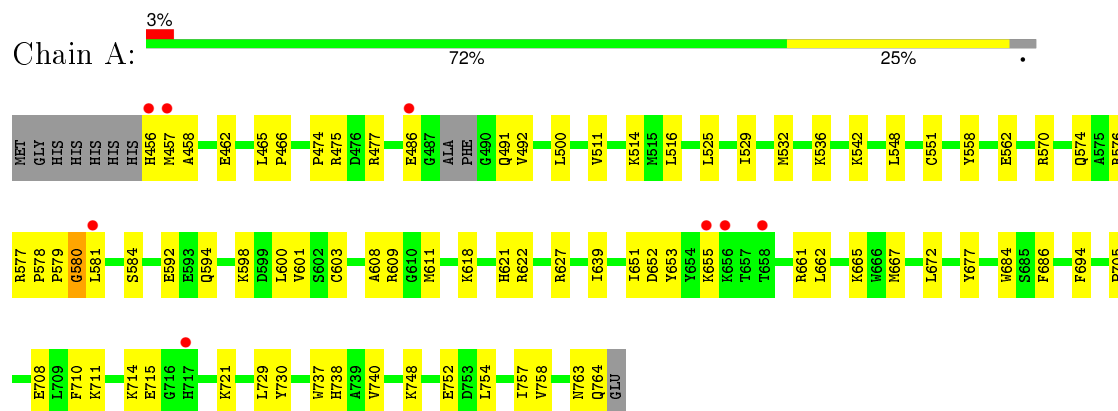 3%
Chain A:
72%
25%
MET GLY HIS HIS HIS HIS HIS H456 M457 A458 E462 L465 P466 P474 R475 D476 R477 E486 G487 ALA PHE G490 Q491 V492 L500 V511 K514 M515 L516 L525 I529 M532 K536 K542 L548 C551 Y558 E562 R570 Q574 A575 R576
R577 P578 P579 G580 L581 S584 E592 E593 Q594 K598 D599 L600 V601 S602 C603 A608 R609 G610 M611 K618 H621 R622 R627 I639 I651 D652 Y653 Y654 K655 K656 T657 T658 R661 L662 K665 W666 M667 L672 Y677 W684 S685 F686 F694 P705
E708 L709 F710 K711 K714 E715 G716 H717 K721 L729 Y730 W737 H738 A739 V740 K748 E752 D753 L754 I757 V758 N763 Q764 GLU